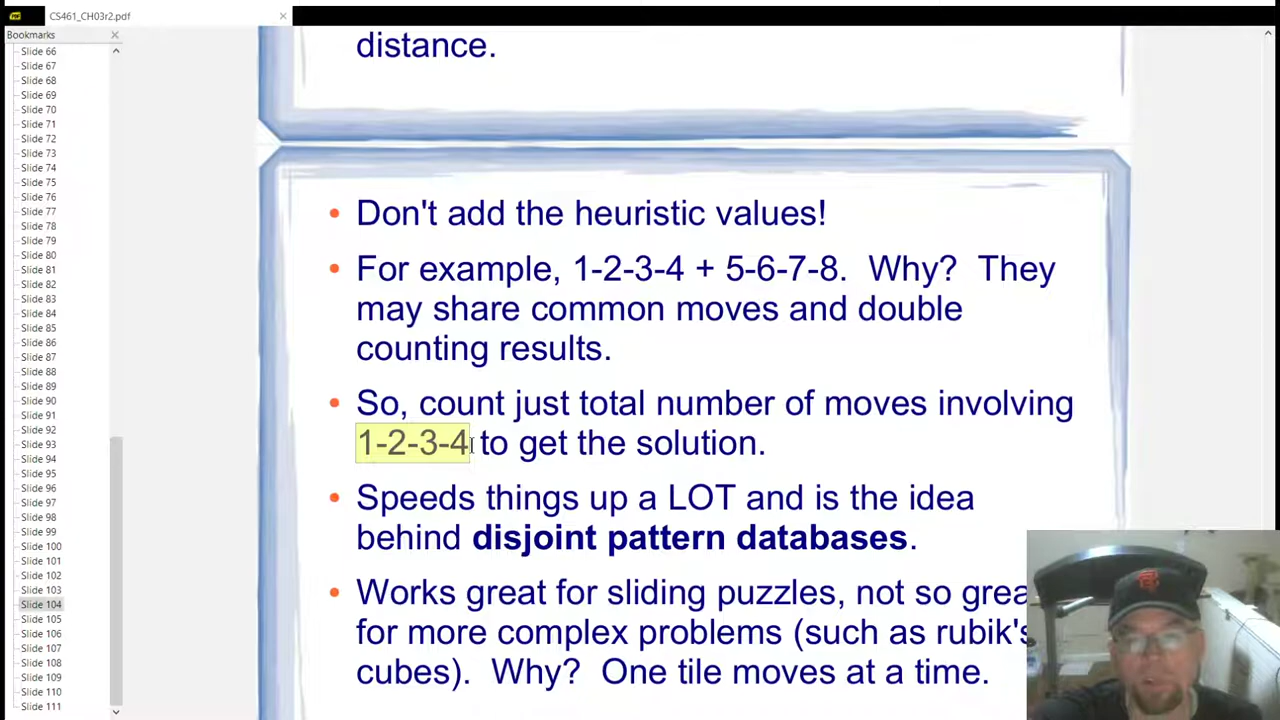 CS461_CH03r2.pdf
Bookmarks
Slide 66
Slide 67
Slide 68
Slide 69
Slide 70
Slide 71
Slide 72
Slide 73
Slide 74
Slide 75
Slide 76
Slide 77
Slide 78
Slide 79
Slide 80
Slide 81
Slide 82
Slide 83
Slide 84
Slide 85
Slide 86
Slide 87
Slide 88
Slide 89
Slide 90
Slide 91
Slide 92
Slide 93
Slide 94
Slide 95
Slide 96
Slide 97
Slide 98
Slide 99
Slide 100
Slide 101
Slide 102
Slide 103
Slide 104
Slide 105
Slide 106
Slide 107
Slide 108
Slide 109
Slide 110
Slide 111
distance.
• Don't add the heuristic values!
• For example, 1-2-3-4 + 5-6-7-8. Why? They
may share common moves and double
counting results.
• So, count just total number of moves involving
1-2-3-4 to get the solution.
• Speeds things up a LOT and is the idea
behind disjoint pattern databases.
• Works great for sliding puzzles, not so grea
for more complex problems (such as rubik's
cubes). Why? One tile moves at a time.